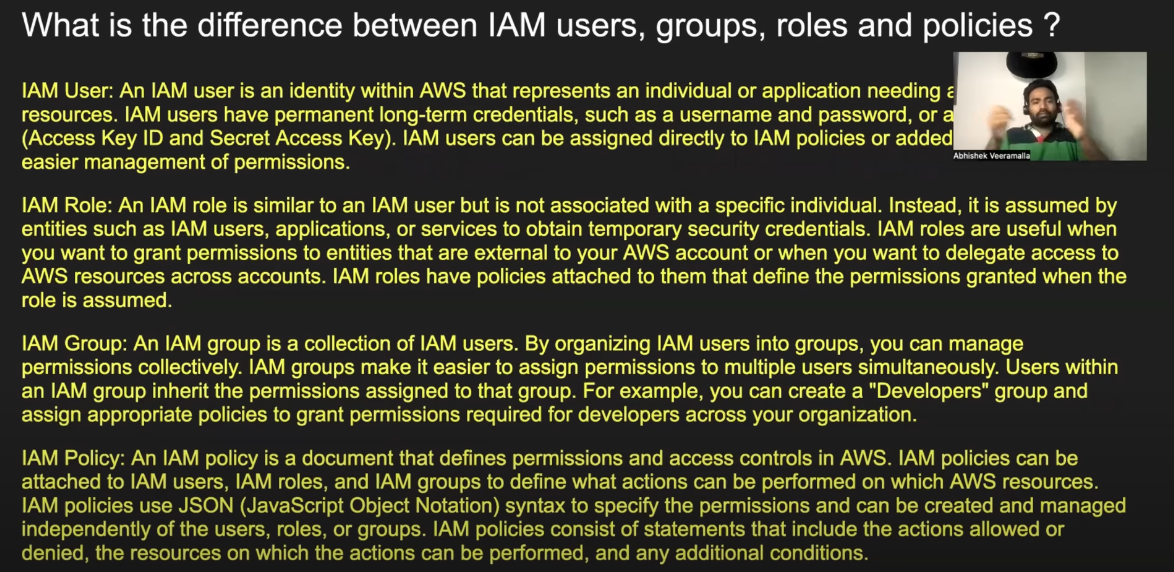 What is the difference between IAM users, groups, roles and policies ?
IAM User: An IAM user is an identity within AWS that represents an individual or application needing
resources. IAM users have permanent long-term credentials, such as a username and password, or
(Access Key ID and Secret Access Key). IAM users can be assigned directly to IAM policies or added
easier management of permissions.
Abhishek Veeramalla
IAM Role: An IAM role is similar to an IAM user but is not associated with a specific individual. Instead, it is assumed by
entities such as IAM users, applications, or services to obtain temporary security credentials. IAM roles are useful when
you want to grant permissions to entities that are external to your AWS account or when you want to delegate access to
AWS resources across accounts. IAM roles have policies attached to them that define the permissions granted when the
role is assumed.
IAM Group: An IAM group is a collection of IAM users. By organizing IAM users into groups, you can manage
permissions collectively. IAM groups make it easier to assign permissions to multiple users simultaneously. Users within
an IAM group inherit the permissions assigned to that group. For example, you can create a "Developers" group and
assign appropriate policies to grant permissions required for developers across your organization.
IAM Policy: An IAM policy is a document that defines permissions and access controls in AWS. IAM policies can be
attached to IAM users, IAM roles, and IAM groups to define what actions can be performed on which AWS resources.
IAM policies use JSON (JavaScript Object Notation) syntax to specify the permissions and can be created and managed
independently of the users, roles, or groups. IAM policies consist of statements that include the actions allowed or
denied, the resources on which the actions can be performed, and any additional conditions.